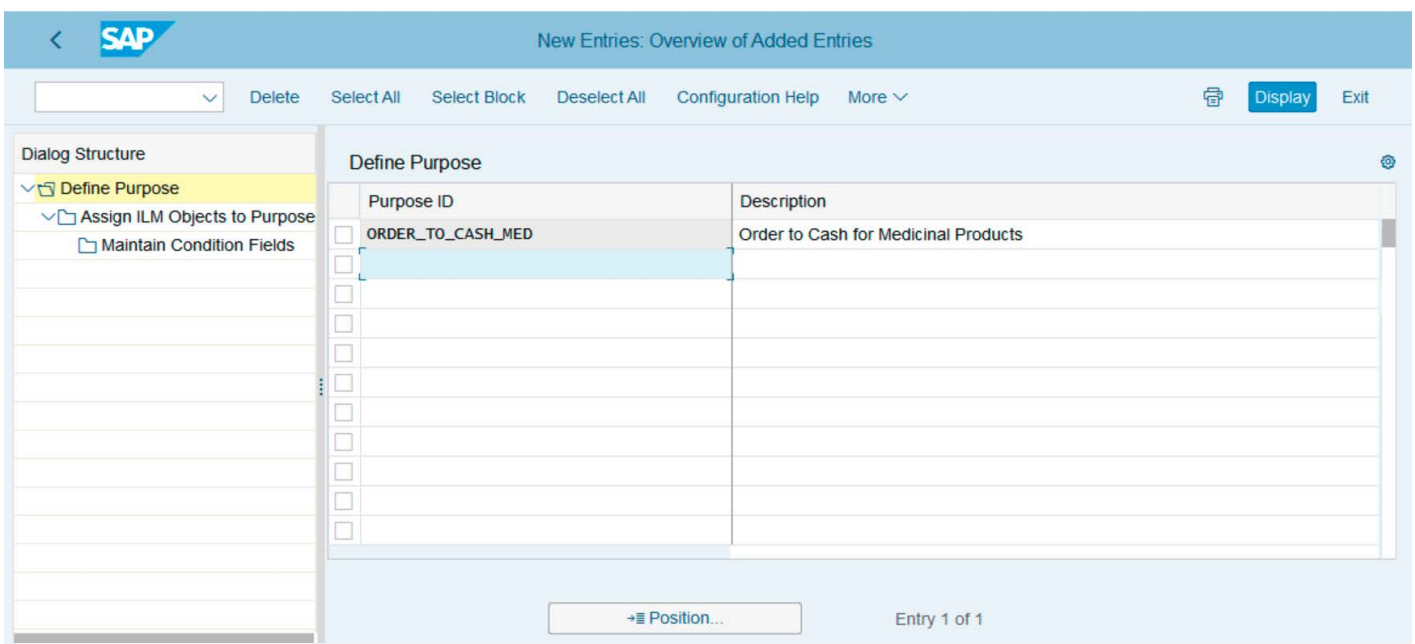 SAP
New Entries: Overview of Added Entries
Delete Select All Select Block Deselect All Configuration Help More Display Exit
Dialog Structure
Define Purpose
Assign ILM Objects to Purpose
Maintain Condition Fields
Define Purpose
Purpose ID Description
ORDER_TO_CASH_MED Order to Cash for Medicinal Products
Position...
Entry 1 of 1